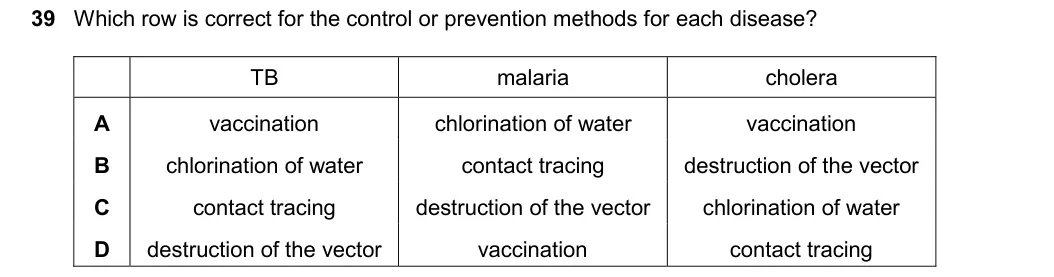 39 Which row is correct for the control or prevention methods for each disease?
TB malaria cholera
A vaccination chlorination of water vaccination
B chlorination of water contact tracing destruction of the vector
C contact tracing destruction of the vector chlorination of water
D destruction of the vector vaccination contact tracing